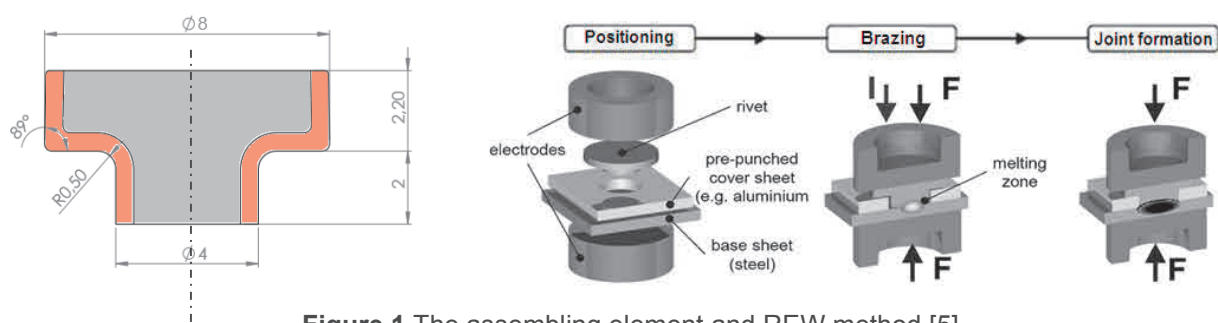 Ø8
89°
R0,50
2,20
2
Ø4
Positioning
Brazing
Joint formation
electrodes
rivet
pre-punched
cover sheet
(e.g. aluminium
base sheet
(steel)
I
F
F
melting
zone
F
F
Figure 1 The assembling element and REW method [5]